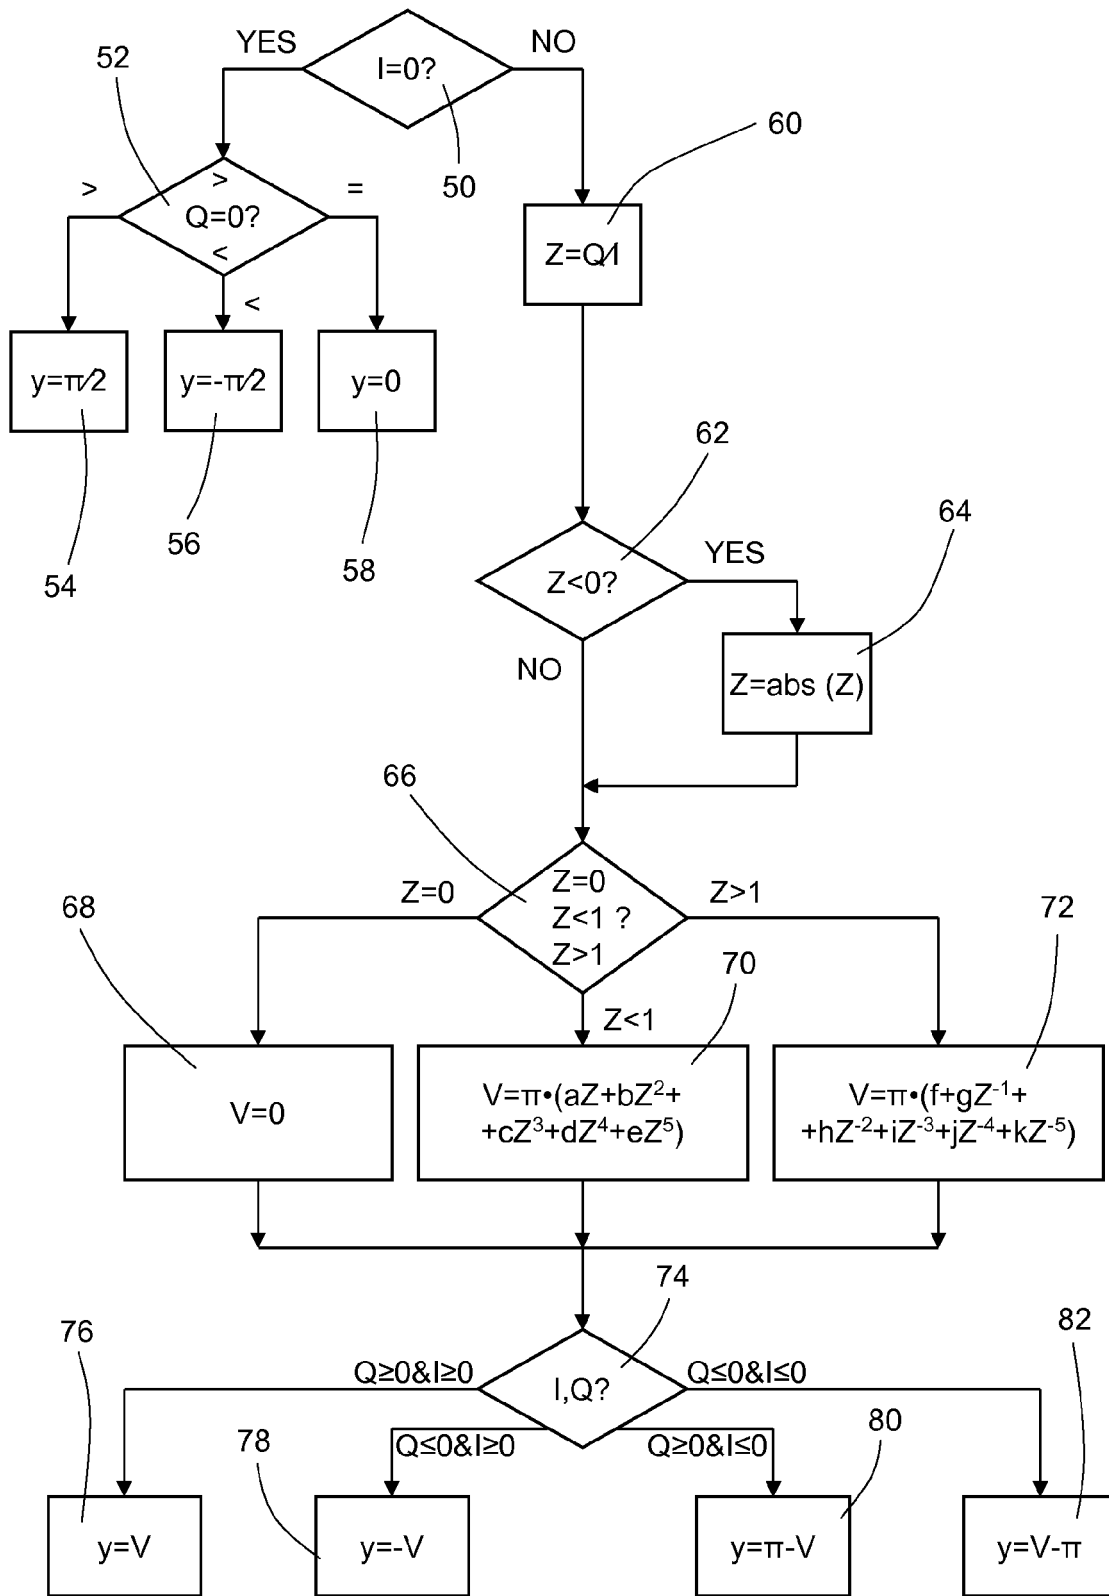 YES
NO
I=0?
52
50
60
>
>
=
Q=0?
<
<
Z=Q/I
y=π/2
y=-π/2
y=0
54
56
58
62
64
Z<0?
YES
NO
Z=abs (Z)
66
Z=0
Z=0
Z<1 ?
Z>1
Z>1
68
70
72
Z<1
V=0
V=π•(aZ+bZ²+
+cZ³+dZ⁴+eZ⁵)
V=π•(f+gZ⁻¹+
+hZ⁻²+iZ⁻³+jZ⁻⁴+kZ⁻⁵)
74
76
82
Q≥0&I≥0
I,Q?
Q≤0&I≤0
78
Q≤0&I≥0
Q≥0&I≤0
80
y=V
y=-V
y=π-V
y=V-π